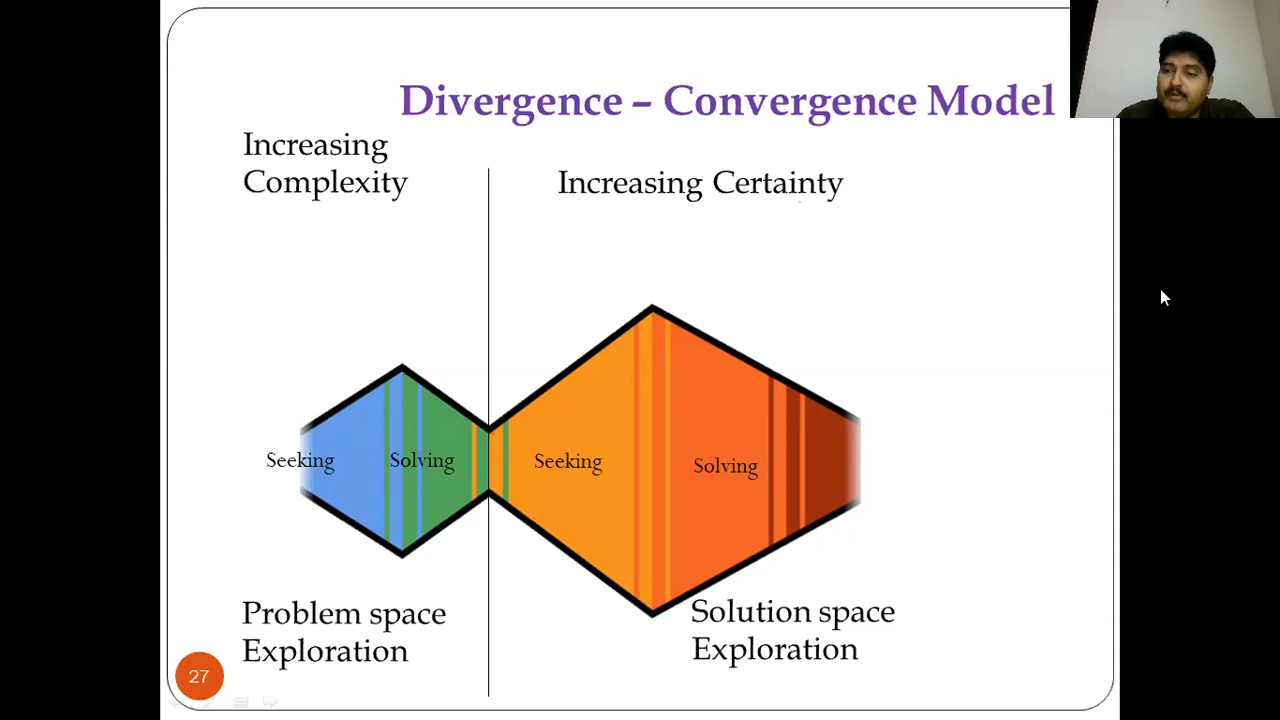 Divergence – Convergence Model
Increasing
Complexity
Increasing Certainty
Seeking
Solving
Seeking
Solving
Problem space
Exploration
Solution space
Exploration
27